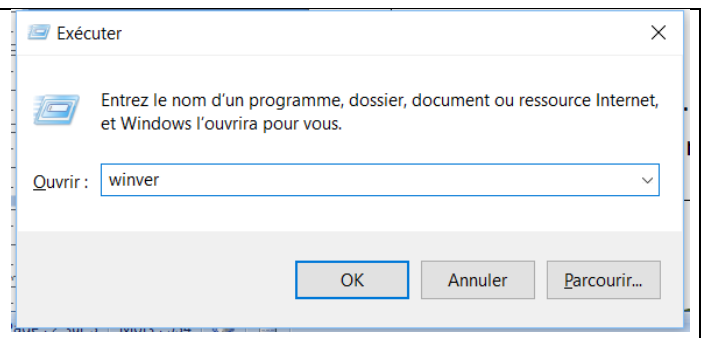 Exécuter
Entrez le nom d'un programme, dossier, document ou ressource Internet,
et Windows l'ouvrira pour vous.
Ouvrir : winver
OK Annuler Parcourir...